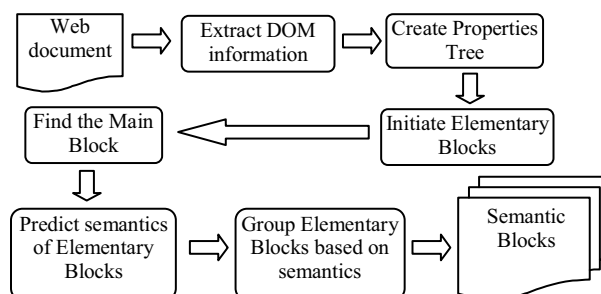 Web
document
Extract DOM
information
Create Properties
Tree
Initiate Elementary
Blocks
Find the Main
Block
Predict semantics
of Elementary
Blocks
Group Elementary
Blocks based on
semantics
Semantic
Blocks